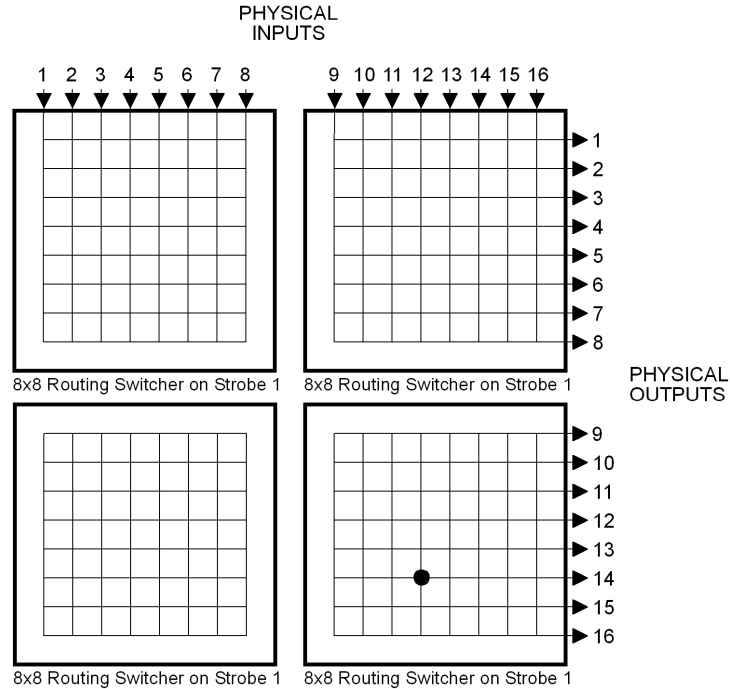 PHYSICAL
INPUTS
1 2 3 4 5 6 7 8 9 10 11 12 13 14 15 16
1
2
3
4
5
6
7
8
8x8 Routing Switcher on Strobe 1 8x8 Routing Switcher on Strobe 1
PHYSICAL
OUTPUTS
9
10
11
12
13
14
15
16
8x8 Routing Switcher on Strobe 1 8x8 Routing Switcher on Strobe 1